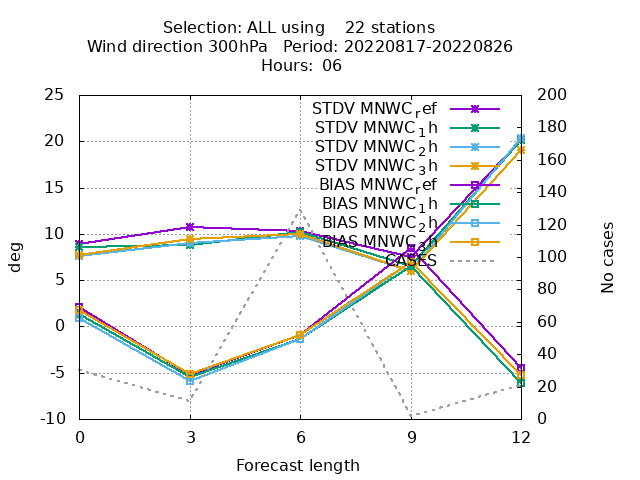 Selection: ALL using 22 stations
Wind direction 300hPa Period: 20220817-20220826
Hours: 06
25
20
15
10
5
0
-5
-10
deg
STDV MNWC_ref
STDV MNWC_1h
STDV MNWC_2h
STDV MNWC_3h
BIAS MNWC_ref
BIAS MNWC_1h
BIAS MNWC_2h
BIAS MNWC_3h
CASES
200
180
160
140
120
100
80
60
40
20
0
No cases
0 3 6 9 12
Forecast length